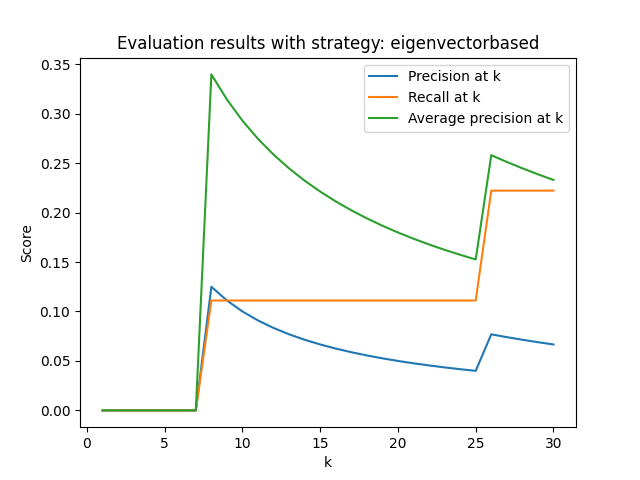 Evaluation results with strategy: eigenvectorbased
Precision at k
Recall at k
Average precision at k
Score
0.35
0.30
0.25
0.20
0.15
0.10
0.05
0.00
0
5
10
15
20
25
30
k